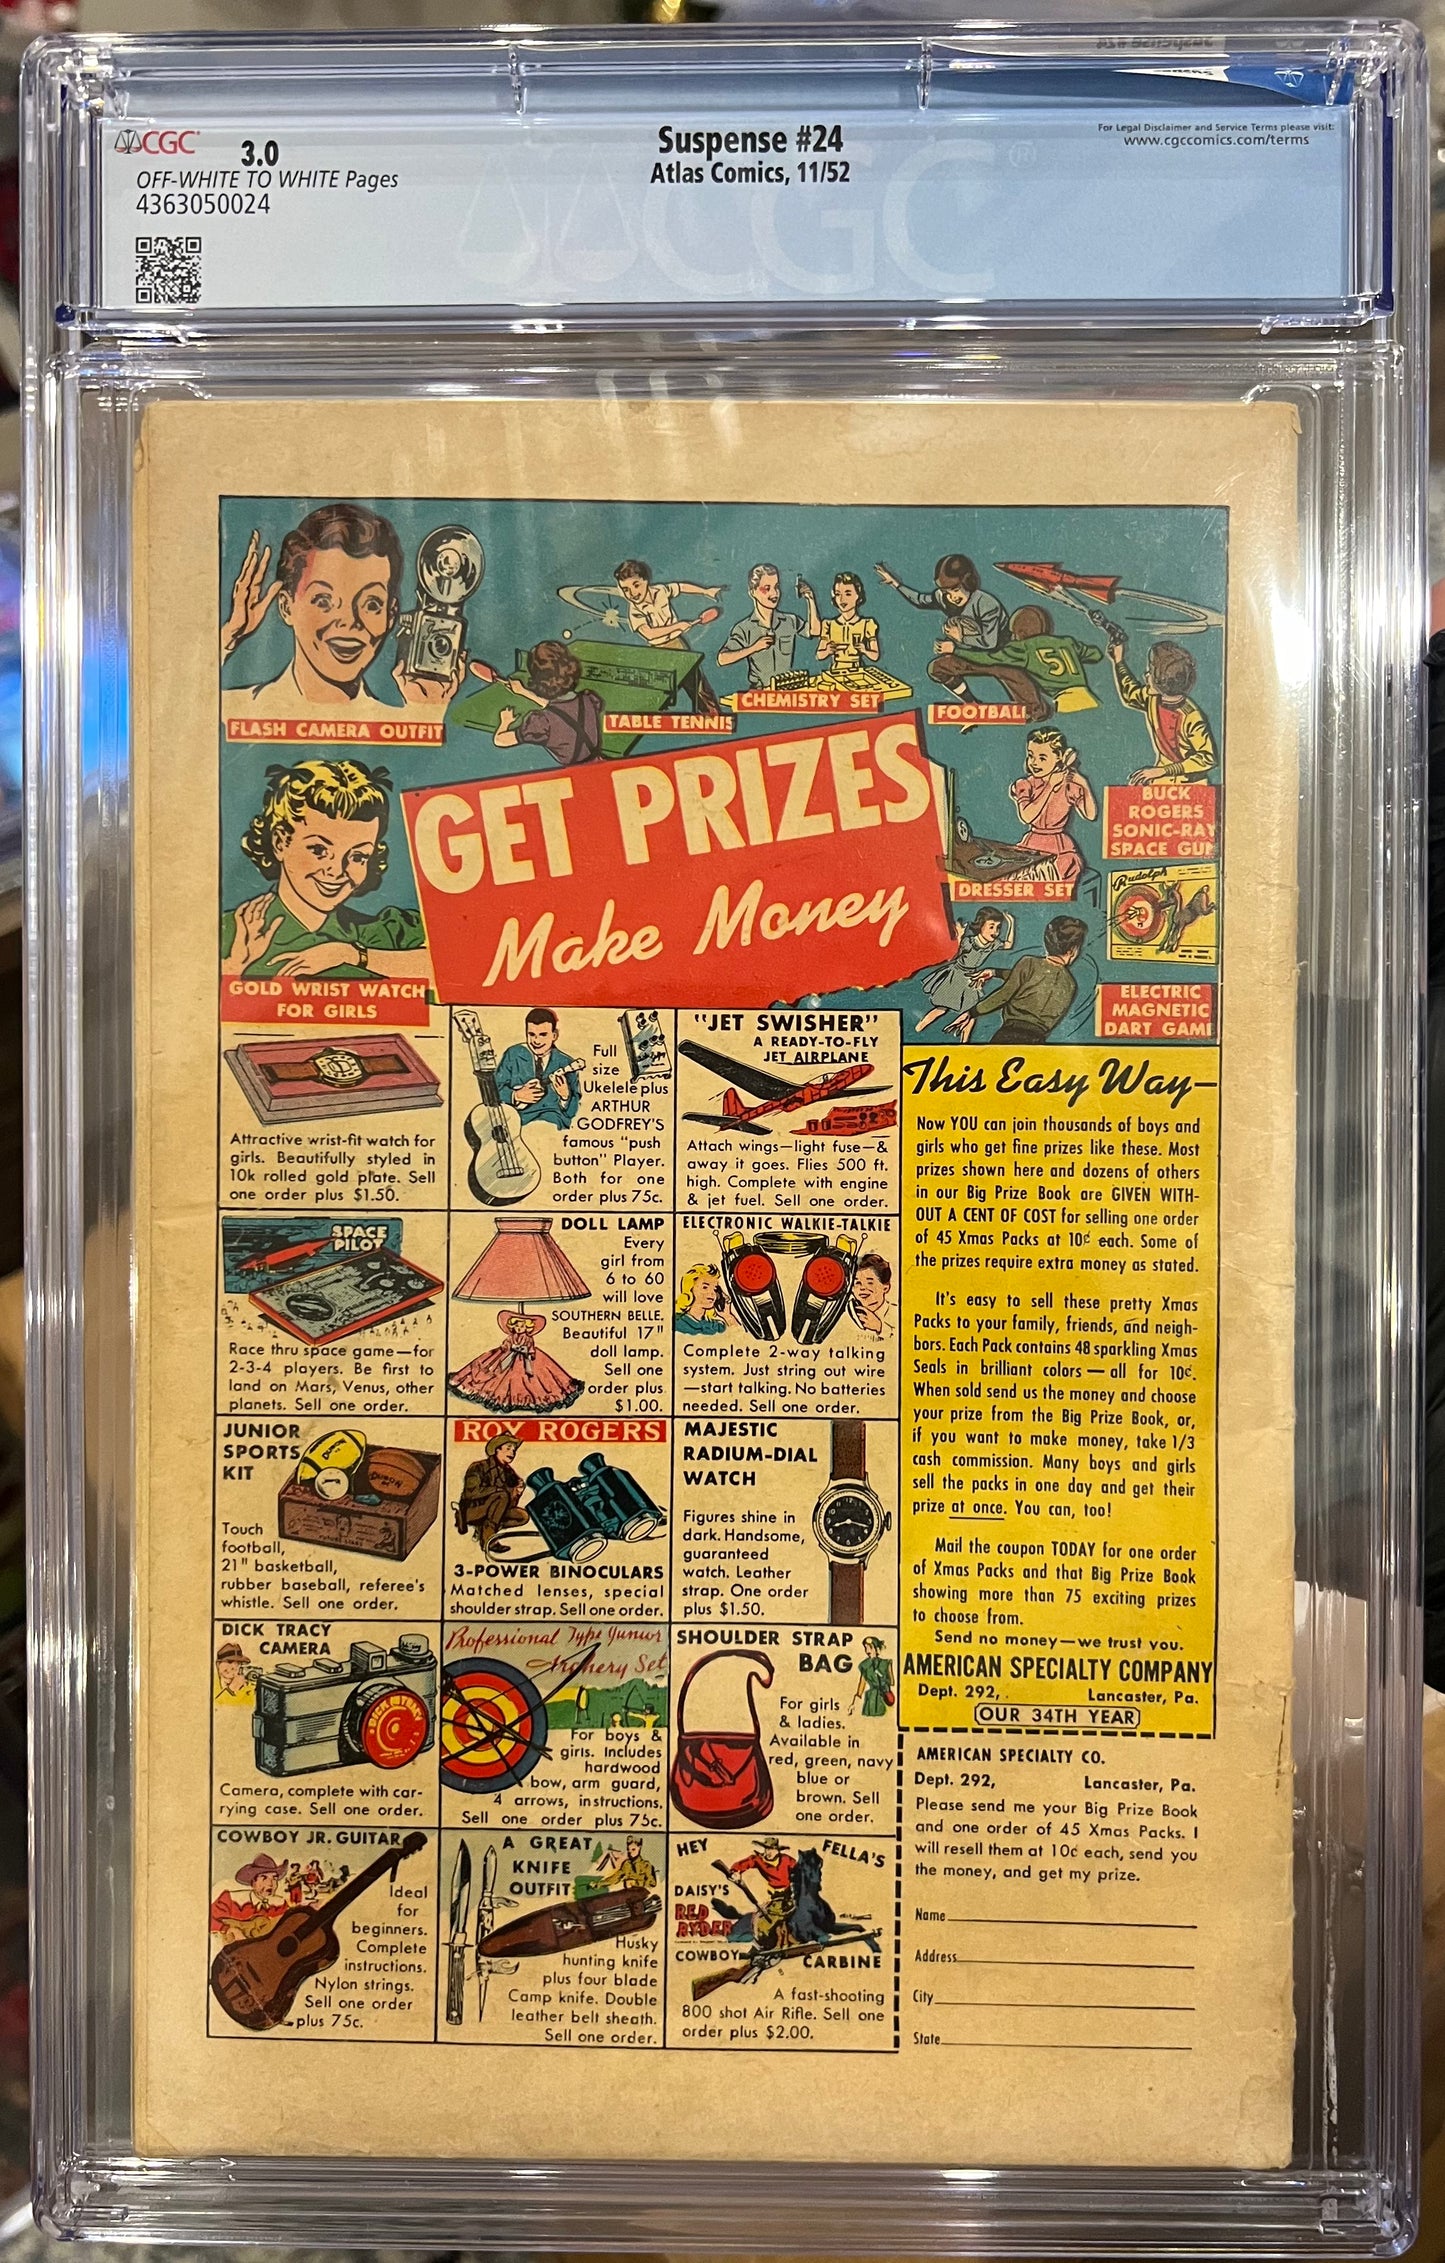 CGC
3.0
OFF-WHITE TO WHITE Pages
4363050024
Suspense #24
Atlas Comics, 11/52
For Legal Disclaimer and Service Terms please visit:
www.cgccomics.com/terms
CGC
FLASH CAMERA OUTFIT
TABLE TENNIS
CHEMISTRY SET
FOOTBALL
51
BUCK
ROGERS
SONIC-RAY
SPACE GUN
GET PRIZES
Make Money
DRESSER SET
Rudolph
GOLD WRIST WATCH
FOR GIRLS
ELECTRIC
MAGNETIC
DART GAME
Attractive wrist-fit watch for
girls. Beautifully styled in
10k rolled gold plate. Sell
one order plus $1.50.
Full
size
Ukelele plus
ARTHUR
GODFREY'S
famous "push
button" Player.
Both for one
order plus 75c.
"JET SWISHER"
A READY-TO-FLY
JET AIRPLANE
Attach wings—light fuse—&
away it goes. Flies 500 ft.
high. Complete with engine
& jet fuel. Sell one order.
SPACE
PILOT
Race thru space game—for
2-3-4 players. Be first to
land on Mars, Venus, other
planets. Sell one order.
DOLL LAMP
Every
girl from
6 to 60
will love
SOUTHERN BELLE.
Beautiful 17"
doll lamp.
Sell one
order plus
$1.00.
ELECTRONIC WALKIE-TALKIE
Complete 2-way talking
system. Just string out wire
—start talking. No batteries
needed. Sell one order.
JUNIOR
SPORTS
KIT
Touch
football,
21" basketball,
rubber baseball, referee's
whistle. Sell one order.
ROY ROGERS
3-POWER BINOCULARS
Matched lenses, special
shoulder strap. Sell one order.
MAJESTIC
RADIUM-DIAL
WATCH
Figures shine in
dark. Handsome,
guaranteed
watch. Leather
strap. One order
plus $1.50.
DICK TRACY
CAMERA
DICK TRACY
Camera, complete with car-
rying case. Sell one order.
Professional Type Junior
Archery Set
For boys &
girls. Includes
hardwood
bow, arm guard,
4 arrows, instructions.
Sell one order plus 75c.
SHOULDER STRAP
BAG
For girls
& ladies.
Available in
red, green, navy
blue or
brown. Sell
one order.
COWBOY JR. GUITAR
Ideal
for
beginners.
Complete
instructions.
Nylon strings.
Sell one order
plus 75c.
A GREAT
KNIFE
OUTFIT
Husky
hunting knife
plus four blade
Camp knife. Double
leather belt sheath.
Sell one order.
HEY FELLA'S
DAISY'S
RED
RYDER
COWBOY CARBINE
A fast-shooting
800 shot Air Rifle. Sell one
order plus $2.00.
This Easy Way—
Now YOU can join thousands of boys and
girls who get fine prizes like these. Most
prizes shown here and dozens of others
in our Big Prize Book are GIVEN WITH-
OUT A CENT OF COST for selling one order
of 45 Xmas Packs at 10¢ each. Some of
the prizes require extra money as stated.
It's easy to sell these pretty Xmas
Packs to your family, friends, and neigh-
bors. Each Pack contains 48 sparkling Xmas
Seals in brilliant colors — all for 10¢.
When sold send us the money and choose
your prize from the Big Prize Book, or,
if you want to make money, take 1/3
cash commission. Many boys and girls
sell the packs in one day and get their
prize at once. You can, too!
Mail the coupon TODAY for one order
of Xmas Packs and that Big Prize Book
showing more than 75 exciting prizes
to choose from.
Send no money—we trust you.
AMERICAN SPECIALTY COMPANY
Dept. 292, Lancaster, Pa.
OUR 34TH YEAR
AMERICAN SPECIALTY CO.
Dept. 292, Lancaster, Pa.
Please send me your Big Prize Book
and one order of 45 Xmas Packs. I
will resell them at 10¢ each, send you
the money, and get my prize.
Name
Address
City
State